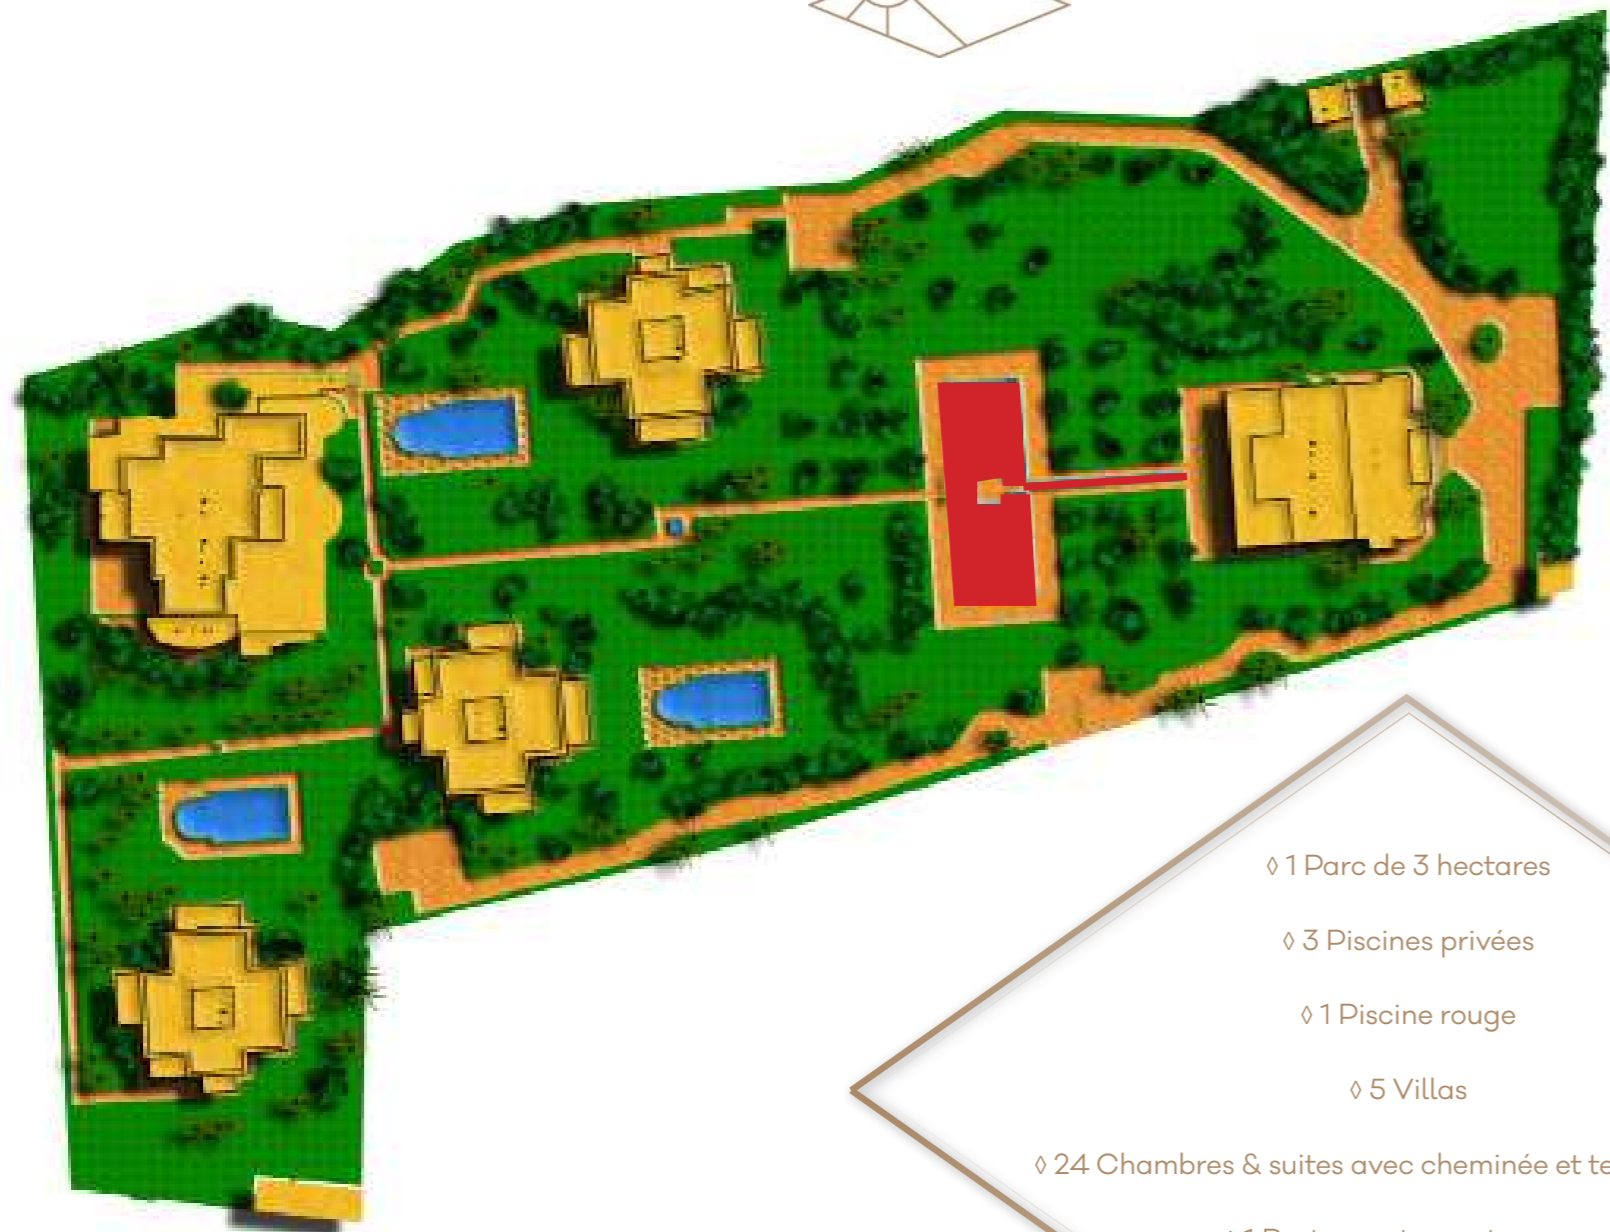 ◊ 1 Parc de 3 hectares
◊ 3 Piscines privées
◊ 1 Piscine rouge
◊ 5 Villas
◊ 24 Chambres & suites avec cheminée et te